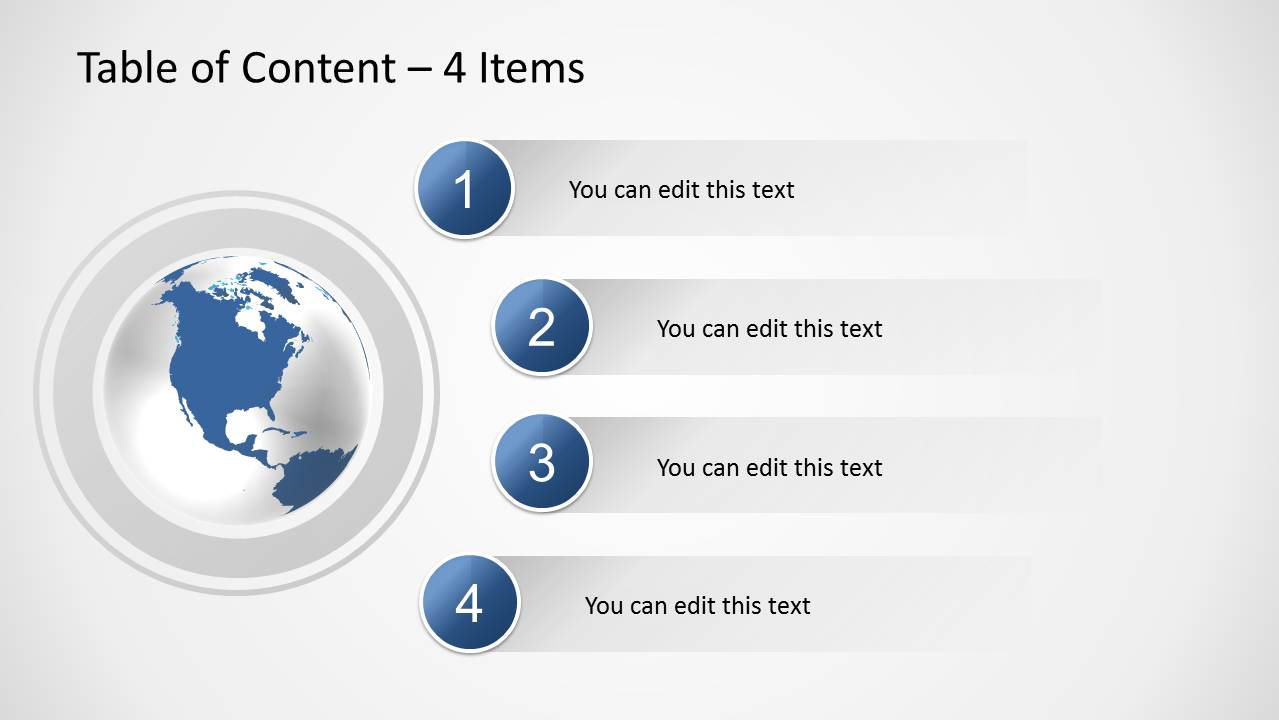 Table of Content – 4 Items
1
You can edit this text
2
You can edit this text
3
You can edit this text
4
You can edit this text